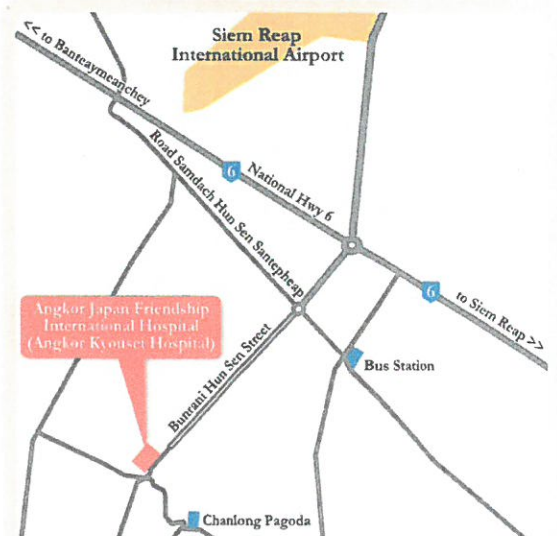 << to Banteaymeanchey
Siem Reap
International Airport
Road Samdach Hun Sen Santepheap
6
National Hwy 6
6
to Siem Reap >>
Angkor Japan Friendship
International Hospital
(Angkor Kyousei Hospital)
Bunrani Hun Sen Street
Bus Station
Chanlong Pagoda